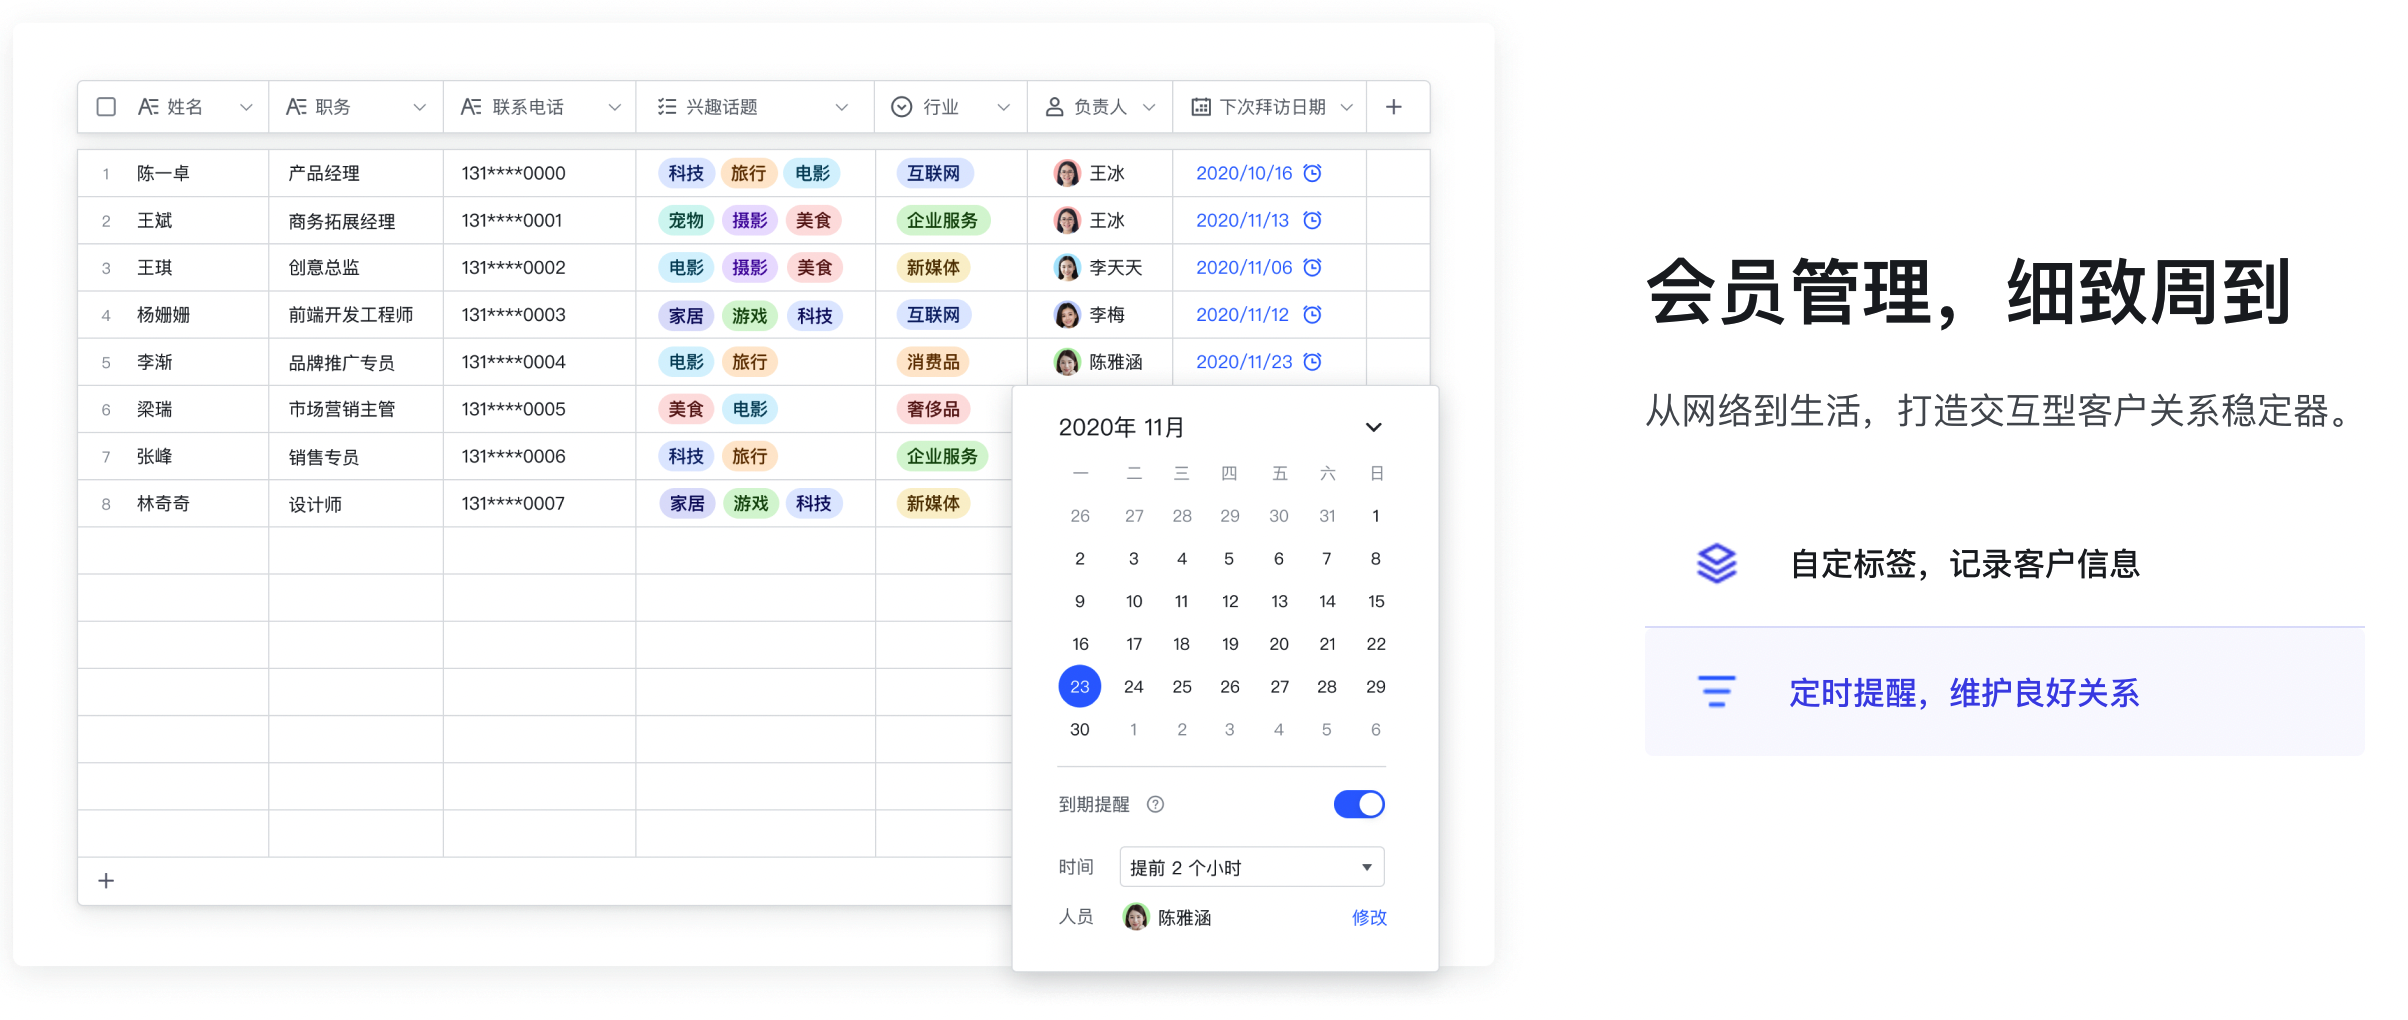 姓名 职务 联系电话 兴趣话题 行业 负责人 下次拜访日期
1 陈一卓 产品经理 131****0000 科技 旅行 电影 互联网 王冰 2020/10/16
2 王斌 商务拓展经理 131****0001 宠物 摄影 美食 企业服务 王冰 2020/11/13
3 王琪 创意总监 131****0002 电影 摄影 美食 新媒体 李天天 2020/11/06
4 杨姗姗 前端开发工程师 131****0003 家居 游戏 科技 互联网 李梅 2020/11/12
5 李渐 品牌推广专员 131****0004 电影 旅行 消费品 陈雅涵 2020/11/23
6 梁瑞 市场营销主管 131****0005 美食 电影 奢侈品
7 张峰 销售专员 131****0006 科技 旅行 企业服务
8 林奇奇 设计师 131****0007 家居 游戏 科技 新媒体
2020年 11月
一 二 三 四 五 六 日
26 27 28 29 30 31 1
2 3 4 5 6 7 8
9 10 11 12 13 14 15
16 17 18 19 20 21 22
23 24 25 26 27 28 29
30 1 2 3 4 5 6
到期提醒
时间 提前 2 个小时
人员 陈雅涵 修改
会员管理，细致周到
从网络到生活，打造交互型客户关系稳定器。
自定标签，记录客户信息
定时提醒，维护良好关系